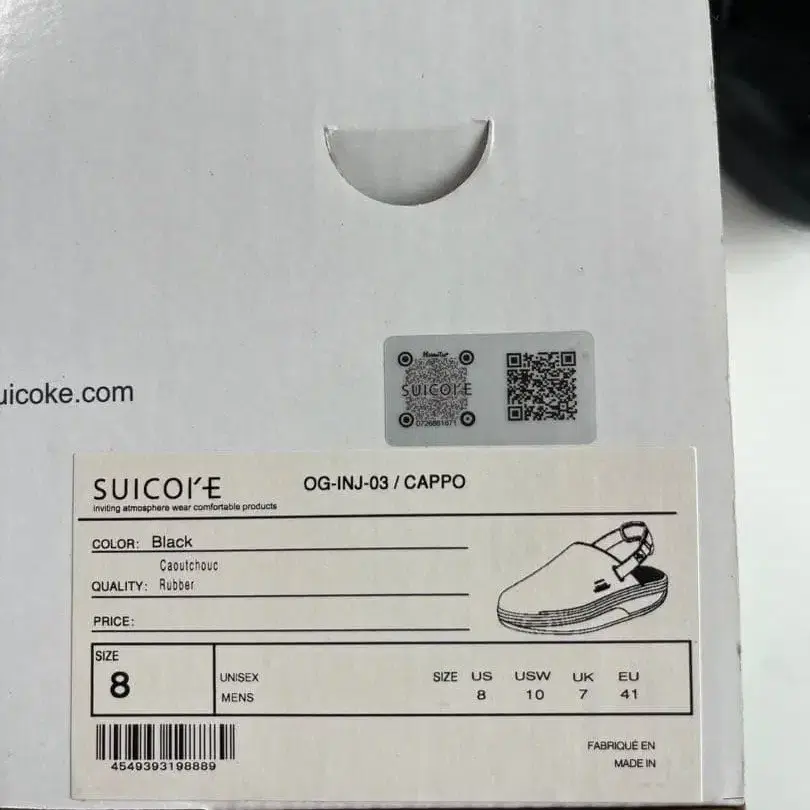 SUICOKE
0726881671
uicoke.com
SUICOKE
OG-INJ-03 / CAPPO
Inviting atmosphere wear comfortable products
COLOR: Black
Caoutchouc
QUALITY: Rubber
PRICE:
SIZE
8
UNISEX
MENS
SIZE US USW UK EU
8 10 7 41
4549393198889
FABRIQUÉ EN
MADE IN